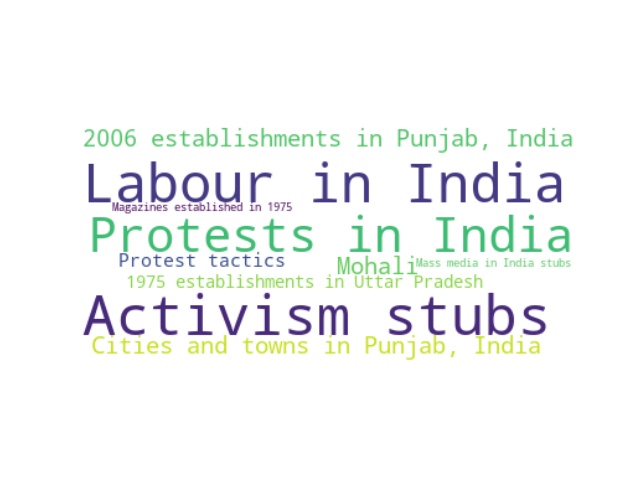 2006 establishments in Punjab, India
Labour in India
Magazines established in 1975
Protests in India
Protest tactics
Mohali
Mass media in India stubs
1975 establishments in Uttar Pradesh
Activism stubs
Cities and towns in Punjab, India